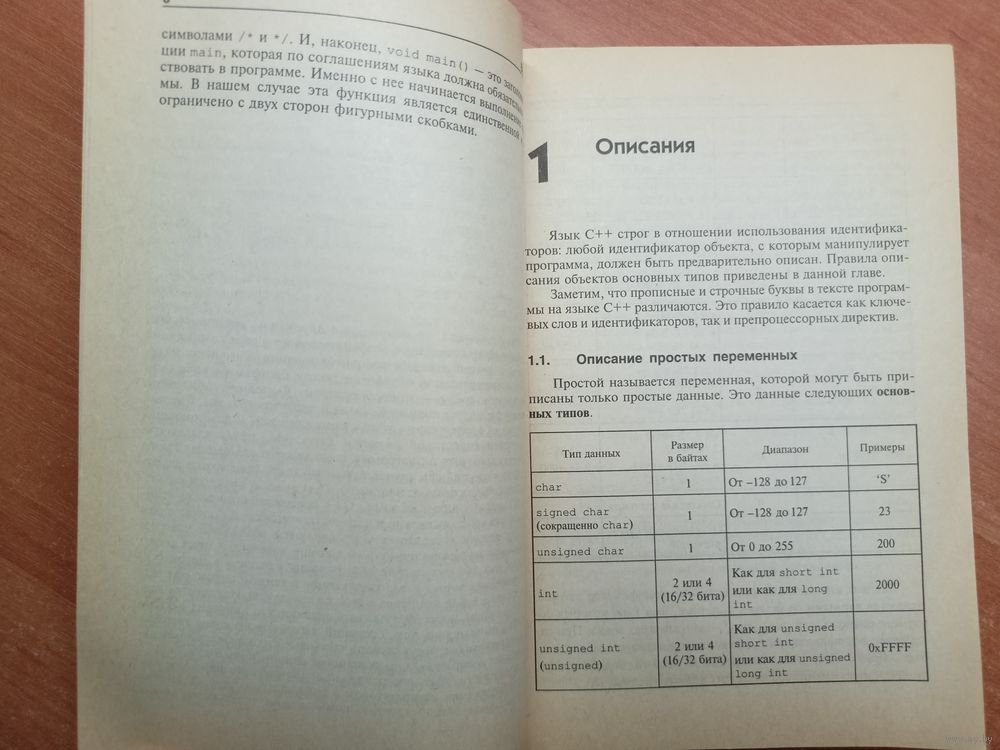 символами /* и */. И, наконец, void main() — это
ции main, которая по соглашениям языка должна
ствовать в программе. Именно с нее начинается выполнение
мы. В нашем случае эта функция является единственной
ограничено с двух сторон фигурными скобками.
1 Описания
Язык C++ строг в отношении использования идентифика-
торов: любой идентификатор объекта, с которым манипулирует
программа, должен быть предварительно описан. Правила опи-
сания объектов основных типов приведены в данной главе.
Заметим, что прописные и строчные буквы в тексте програм-
мы на языке C++ различаются. Это правило касается как ключе-
вых слов и идентификаторов, так и препроцессорных директив.
1.1. Описание простых переменных
Простой называется переменная, которой могут быть при-
писаны только простые данные. Это данные следующих основ-
ных типов.
Тип данных Размер в байтах Диапазон Примеры
char 1 От –128 до 127 ‘S’
signed char
(сокращенно char) 1 От –128 до 127 23
unsigned char 1 От 0 до 255 200
int 2 или 4
(16/32 бита) Как для short int
или как для long
int 2000
unsigned int
(unsigned) 2 или 4
(16/32 бита) Как для unsigned
short int
или как для unsigned
long int 0xFFFF